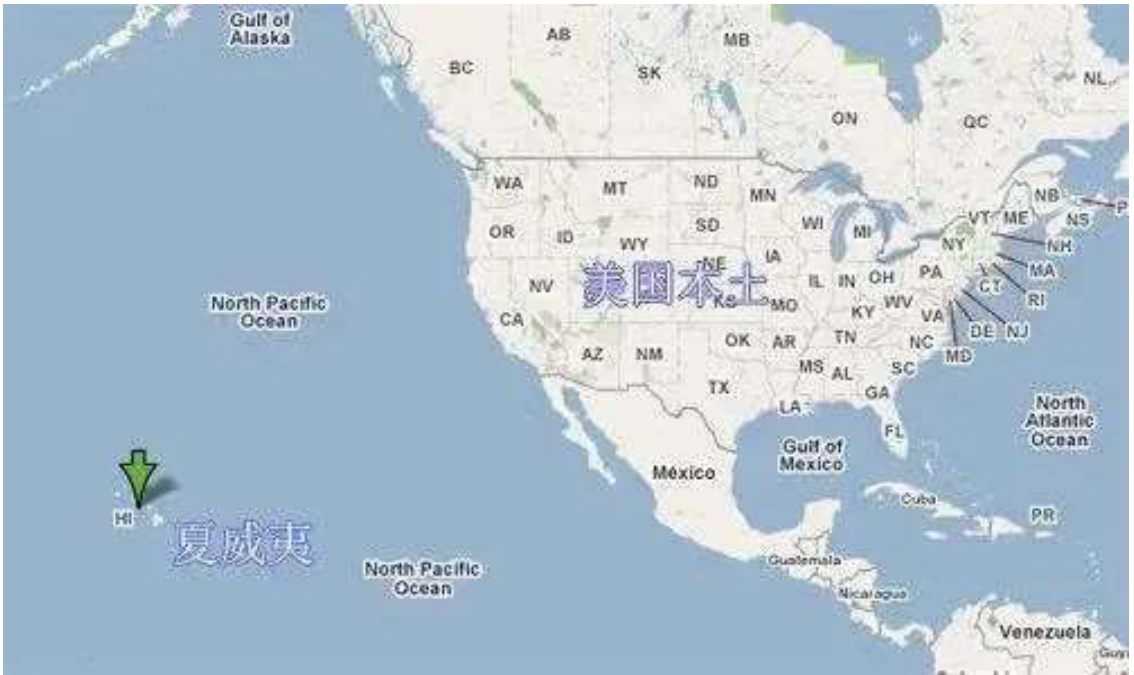 Gulf of
Alaska
AB
MB
BC
SK
NL
ON
QC
WA
MT
ND
MN
NB
VT
ME
NS
OR
ID
SD
WI
MI
NY
NH
WY
NE
IA
MA
PA
美国本土
NV
IL
IN
OH
CT
North Pacific
Ocean
CA
KS
MO
KY
WV
VA
RI
DE
NJ
OK
AR
TN
NC
MD
AZ
NM
MS
AL
SC
TX
GA
LA
FL
North
Atlantic
Ocean
Gulf of
Mexico
México
Cuba
PR
HI
夏威夷
North Pacific
Ocean
Guatemala
Nicaragua
Venezuela